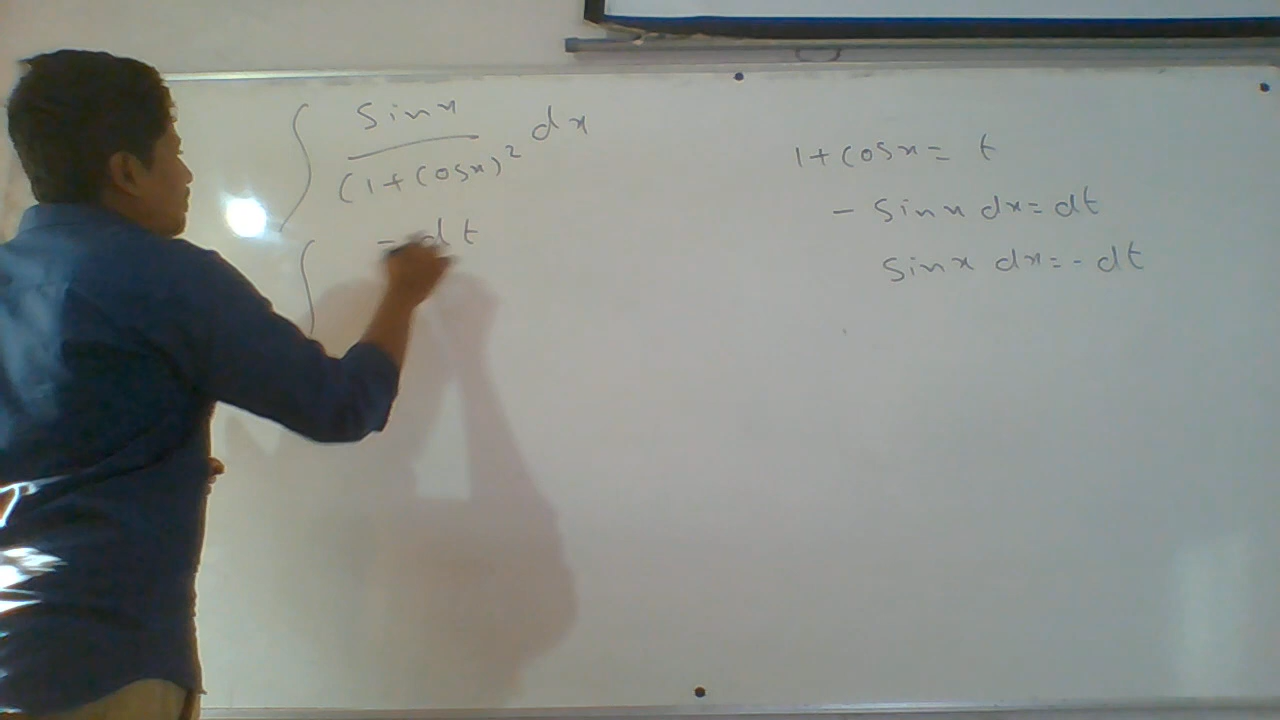 ∫ sinx / (1+cosx)² dx
∫ -dt
1+cosx = t
- sinx dx = dt
sinx dx = - dt